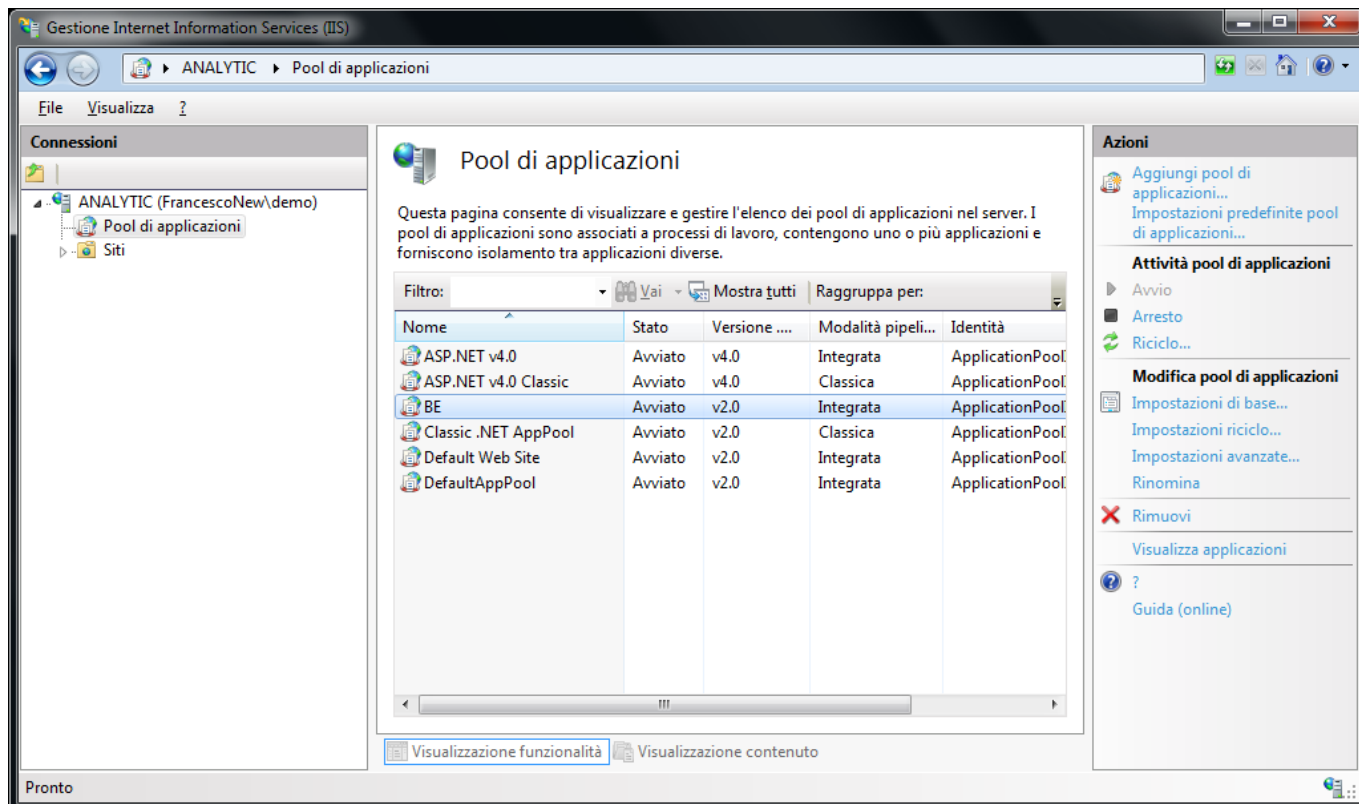 Gestione Internet Information Services (IIS)
ANALYTIC Pool di applicazioni
File Visualizza ?
Connessioni
ANALYTIC (FrancescoNew\demo)
Pool di applicazioni
Siti
Pool di applicazioni
Questa pagina consente di visualizzare e gestire l'elenco dei pool di applicazioni nel server. I
pool di applicazioni sono associati a processi di lavoro, contengono uno o più applicazioni e
forniscono isolamento tra applicazioni diverse.
Filtro: Vai Mostra tutti Raggruppa per:
Nome Stato Versione .... Modalità pipeli... Identità
ASP.NET v4.0 Avviato v4.0 Integrata ApplicationPool
ASP.NET v4.0 Classic Avviato v4.0 Classica ApplicationPool
BE Avviato v2.0 Integrata ApplicationPool
Classic .NET AppPool Avviato v2.0 Classica ApplicationPool
Default Web Site Avviato v2.0 Integrata ApplicationPool
DefaultAppPool Avviato v2.0 Integrata ApplicationPool
Visualizzazione funzionalità Visualizzazione contenuto
Azioni
Aggiungi pool di
applicazioni...
Impostazioni predefinite pool
di applicazioni...
Attività pool di applicazioni
Avvio
Arresto
Riciclo...
Modifica pool di applicazioni
Impostazioni di base...
Impostazioni riciclo...
Impostazioni avanzate...
Rinomina
Rimuovi
Visualizza applicazioni
?
Guida (online)
Pronto